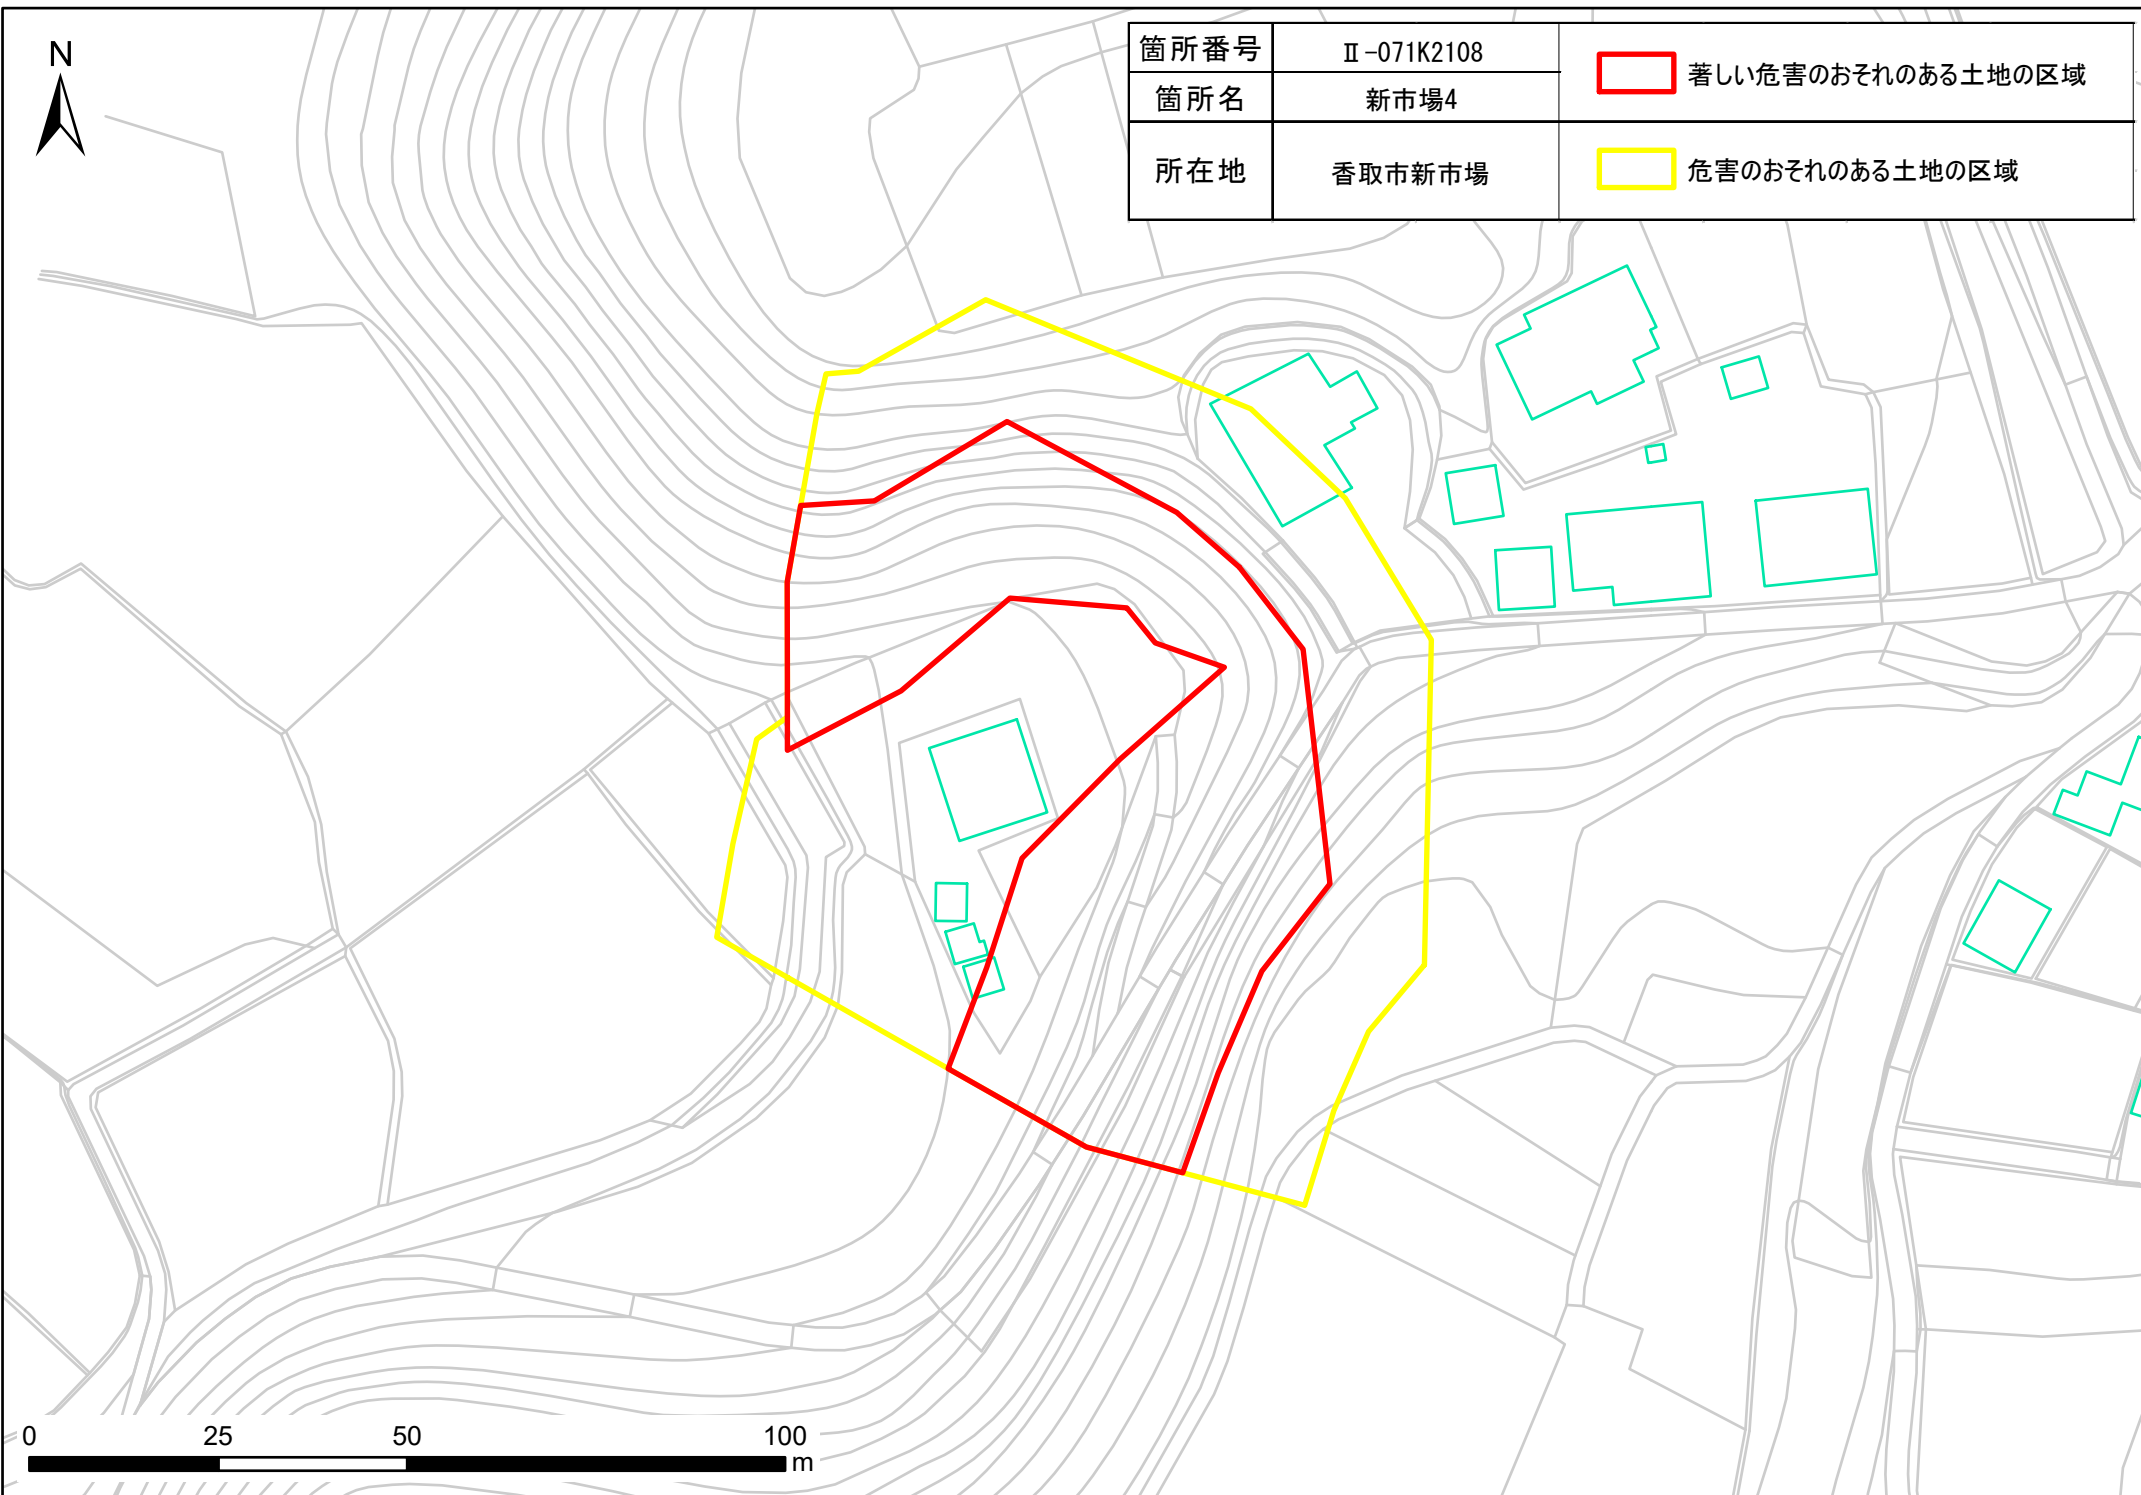 N
箇所番号 Ⅱ-071K2108
箇所名 新市場4
所在地 香取市新市場
著しい危害のおそれのある土地の区域
危害のおそれのある土地の区域
0 25 50 100
m